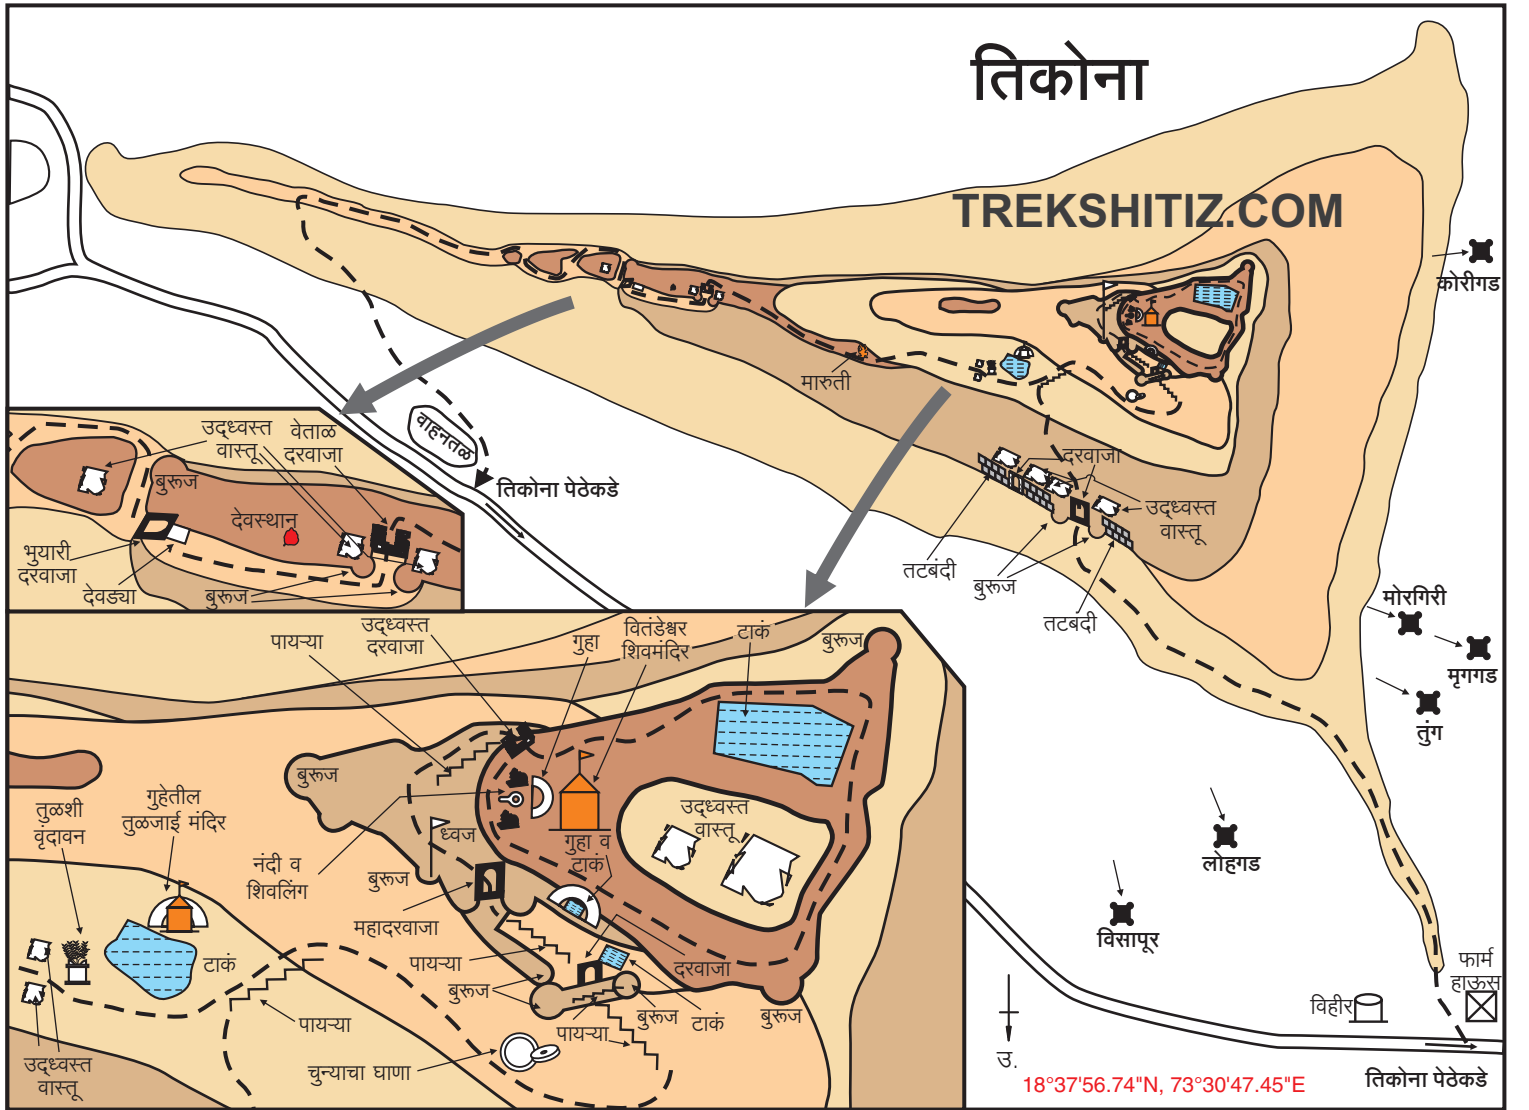 तिकोना
TREKSHITIZ.COM
कोरीगड
मारुती
वाहनतळ
तिकोना पेठेकडे
दरवाजा
उद्ध्वस्त
वास्तू
तटबंदी
बुरूज
तटबंदी
मोरगिरी
मृगगड
तुंग
लोहगड
विसापूर
फार्म
हाऊस
विहीर
उ.
18°37'56.74"N, 73°30'47.45"E
तिकोना पेठेकडे
उद्ध्वस्त
वास्तू
वेताळ
दरवाजा
बुरूज
देवस्थान
भुयारी
दरवाजा
देवड्या
बुरूज
पायऱ्या
उद्ध्वस्त
दरवाजा
गुहा
वितंडेश्वर
शिवमंदिर
टाकं
बुरूज
बुरूज
तुळशी
वृंदावन
गुहेतील
तुळजाई मंदिर
उद्ध्वस्त
वास्तू
ध्वज
गुहा व
टाकं
नंदी व
शिवलिंग
बुरूज
महादरवाजा
टाकं
पायऱ्या
दरवाजा
बुरूज
बुरूज
टाकं
बुरूज
पायऱ्या
पायऱ्या
चुन्याचा घाणा
उद्ध्वस्त
वास्तू